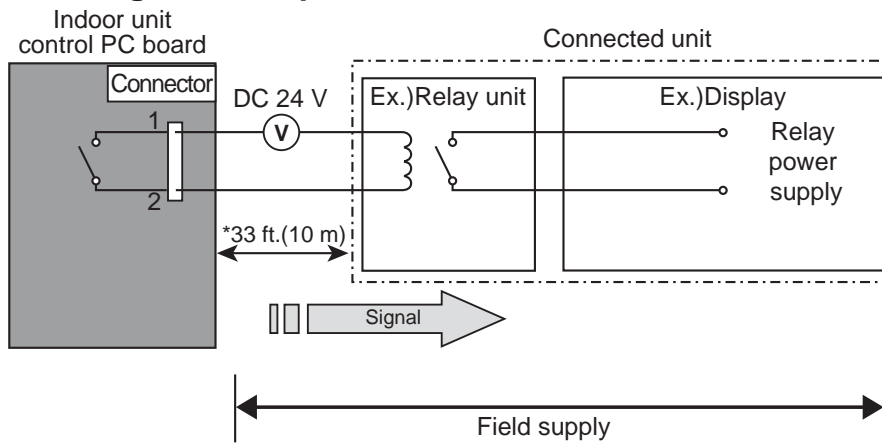 Indoor unit
control PC board
Connector
1
2
DC 24 V
V
*33 ft.(10 m)
Connected unit
Ex.)Relay unit
Ex.)Display
Relay
power
supply
Signal
Field supply